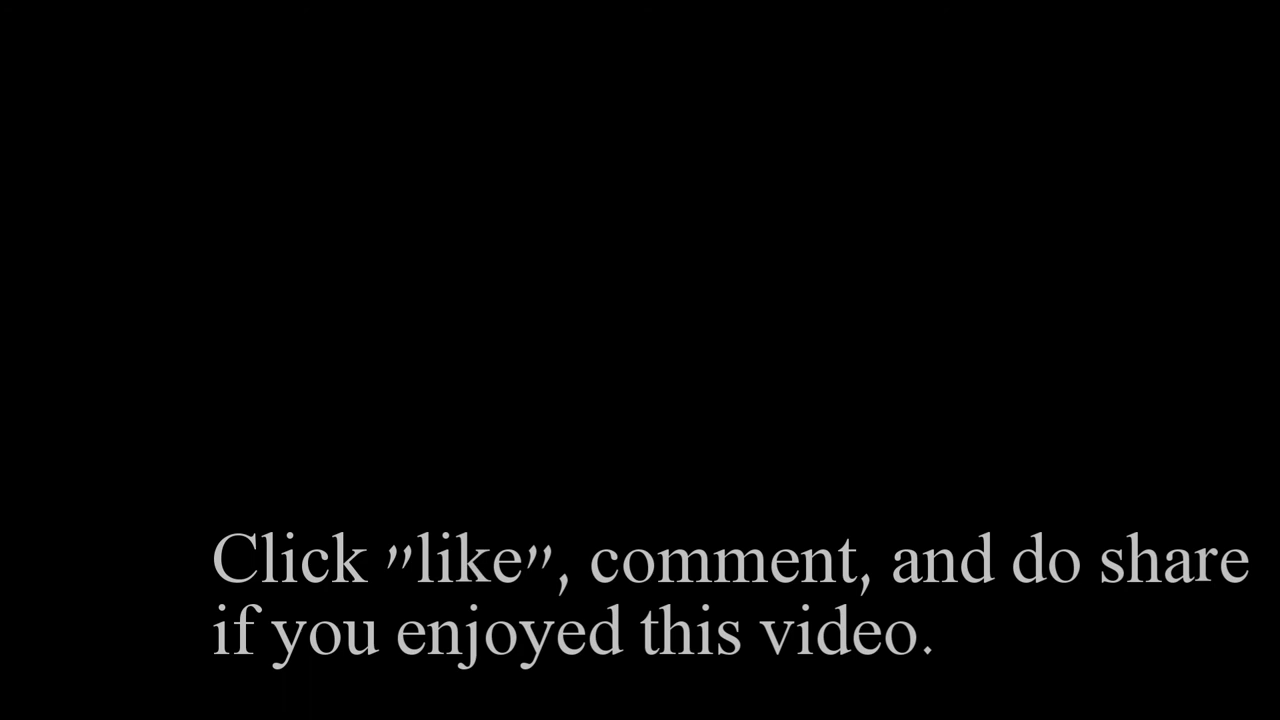 Click ”like”, comment, and do share
if you enjoyed this video.